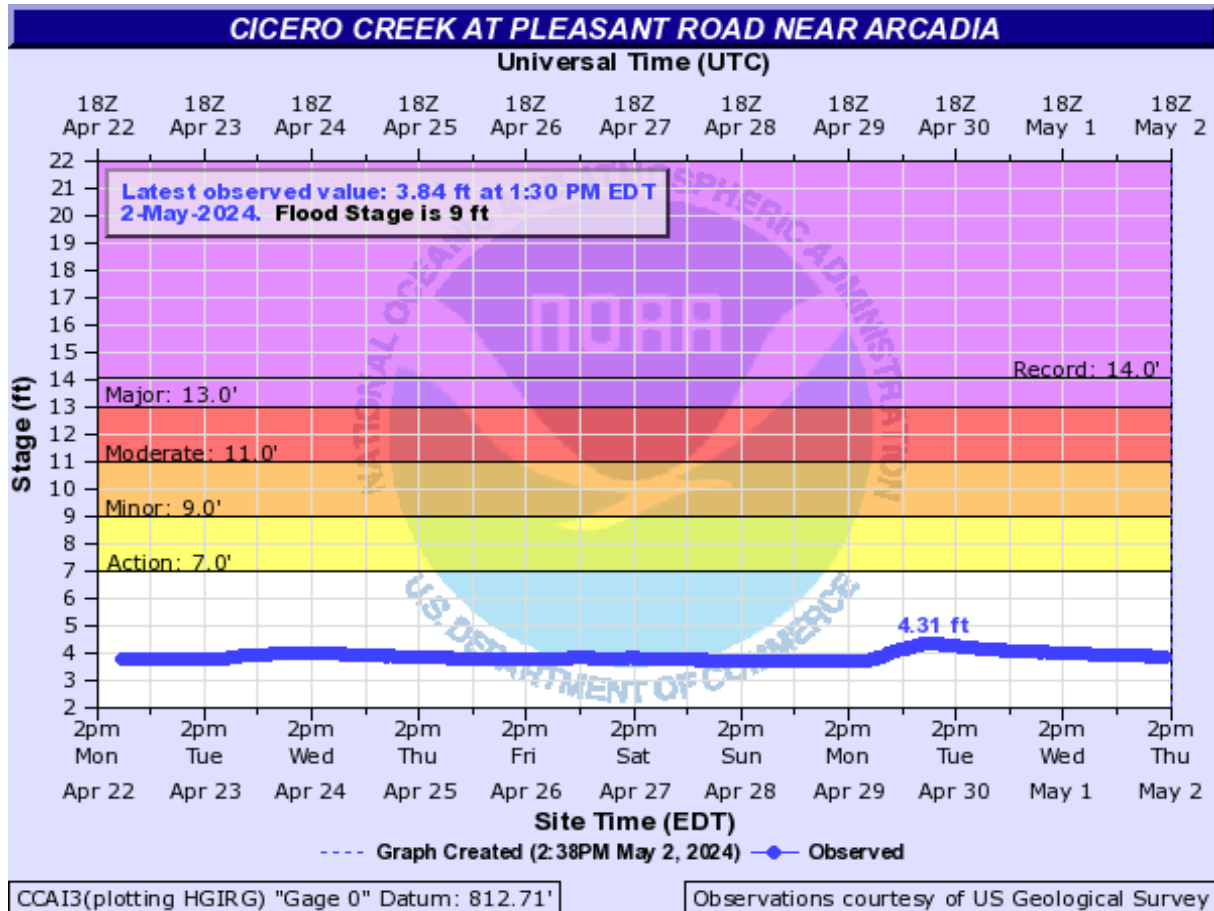 CICERO CREEK AT PLEASANT ROAD NEAR ARCADIA
Universal Time (UTC)
18Z 18Z 18Z 18Z 18Z 18Z 18Z 18Z 18Z 18Z 18Z
Apr 22 Apr 23 Apr 24 Apr 25 Apr 26 Apr 27 Apr 28 Apr 29 Apr 30 May 1 May 2
Latest observed value: 3.84 ft at 1:30 PM EDT
2-May-2024. Flood Stage is 9 ft
NATIONAL OCEANIC AND ATMOSPHERIC ADMINISTRATION
NOAA
U.S. DEPARTMENT OF COMMERCE
Stage (ft)
22
21
20
19
18
17
16
15
14
13
12
11
10
9
8
7
6
5
4
3
2
Record: 14.0'
Major: 13.0'
Moderate: 11.0'
Minor: 9.0'
Action: 7.0'
4.31 ft
2pm 2pm 2pm 2pm 2pm 2pm 2pm 2pm 2pm 2pm 2pm
Mon Tue Wed Thu Fri Sat Sun Mon Tue Wed Thu
Apr 22 Apr 23 Apr 24 Apr 25 Apr 26 Apr 27 Apr 28 Apr 29 Apr 30 May 1 May 2
Site Time (EDT)
Graph Created (2:38PM May 2, 2024) Observed
CCAI3(plotting HGIRG) "Gage 0" Datum: 812.71'
Observations courtesy of US Geological Survey